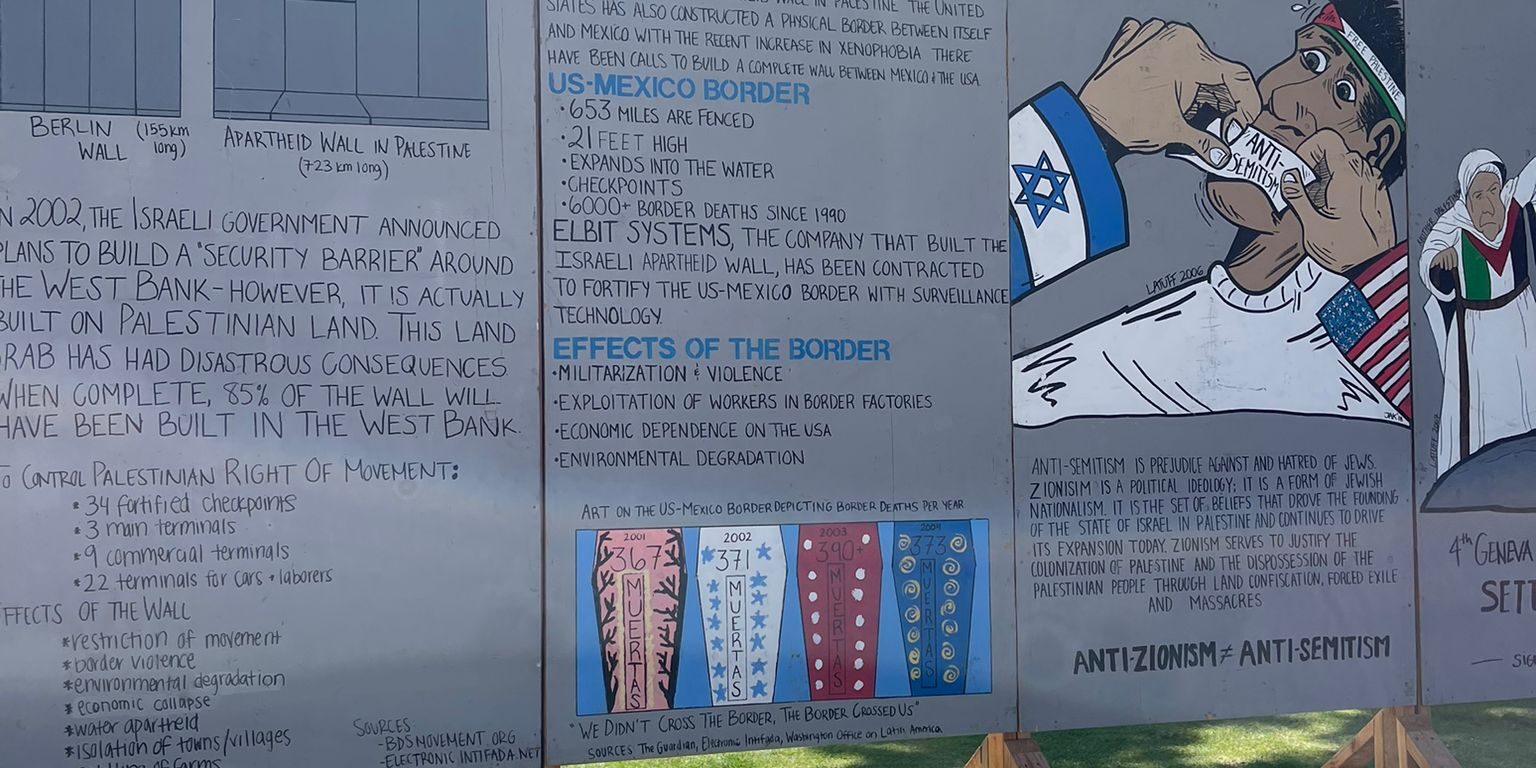 BERLIN WALL (155km long)
APARTHEID WALL IN PALESTINE
(723 km long)
IN 2002, THE ISRAELI GOVERNMENT ANNOUNCED
PLANS TO BUILD A "SECURITY BARRIER" AROUND
THE WEST BANK-HOWEVER, IT IS ACTUALLY
BUILT ON PALESTINIAN LAND. THIS LAND
GRAB HAS HAD DISASTROUS CONSEQUENCES.
WHEN COMPLETE, 85% OF THE WALL WILL
HAVE BEEN BUILT IN THE WEST BANK.
TO CONTROL PALESTINIAN RIGHT OF MOVEMENT:
* 34 fortified checkpoints
* 3 main terminals
* 9 commercial terminals
* 22 terminals for cars + laborers
EFFECTS OF THE WALL
*restriction of movement
*border violence
*environmental degradation
*economic collapse
*water apartheid
*isolation of towns/villages
SOURCES
-BDSMOVEMENT.ORG
-ELECTRONIC INTIFADA.NET
WALL IN PALESTINE THE UNITED
STATES HAS ALSO CONSTRUCTED A PHYSICAL BORDER BETWEEN ITSELF
AND MEXICO WITH THE RECENT INCREASE IN XENOPHOBIA THERE
HAVE BEEN CALLS TO BUILD A COMPLETE WALL BETWEEN MEXICO & THE USA
US-MEXICO BORDER
•653 MILES ARE FENCED
•21 FEET HIGH
•EXPANDS INTO THE WATER
•CHECKPOINTS
•6000+ BORDER DEATHS SINCE 1990
ELBIT SYSTEMS, THE COMPANY THAT BUILT THE
ISRAELI APARTHEID WALL, HAS BEEN CONTRACTED
TO FORTIFY THE US-MEXICO BORDER WITH SURVEILLANCE
TECHNOLOGY.
EFFECTS OF THE BORDER
•MILITARIZATION & VIOLENCE
•EXPLOITATION OF WORKERS IN BORDER FACTORIES
•ECONOMIC DEPENDENCE ON THE USA
•ENVIRONMENTAL DEGRADATION
ART ON THE US-MEXICO BORDER DEPICTING BORDER DEATHS PER YEAR
2001
367
MUERTAS
2002
371
MUERTAS
2003
390+
MUERTAS
2004
373
MUERTAS
"WE DIDN'T CROSS THE BORDER, THE BORDER CROSSED US"
SOURCES The Guardian, Electronic Intifada, Washington Office on Latin America
FREE PALESTINE
ANTI-
SEMITISM
LATUFF 2006
ANTI-SEMITISM IS PREJUDICE AGAINST AND HATRED OF JEWS.
ZIONISIM IS A POLITICAL IDEOLOGY; IT IS A FORM OF JEWISH
NATIONALISM. IT IS THE SET OF BELIEFS THAT DROVE THE FOUNDING
OF THE STATE OF ISRAEL IN PALESTINE AND CONTINUES TO DRIVE
ITS EXPANSION TODAY. ZIONISM SERVES TO JUSTIFY THE
COLONIZATION OF PALESTINE AND THE DISPOSSESSION OF THE
PALESTINIAN PEOPLE THROUGH LAND CONFISCATION, FORCED EXILE
AND MASSACRES
ANTI-ZIONISM ≠ ANTI-SEMITISM
4th GENEVA
SETT